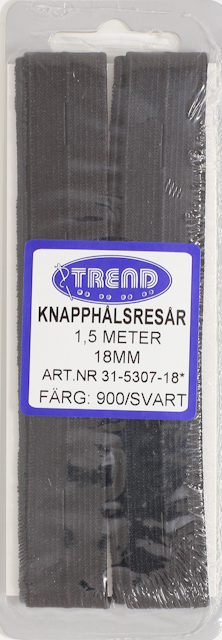 TREND
KNAPPHÅLSRESÅR
1,5 METER
18MM
ART.NR 31-5307-18*
FÄRG: 900/SVART